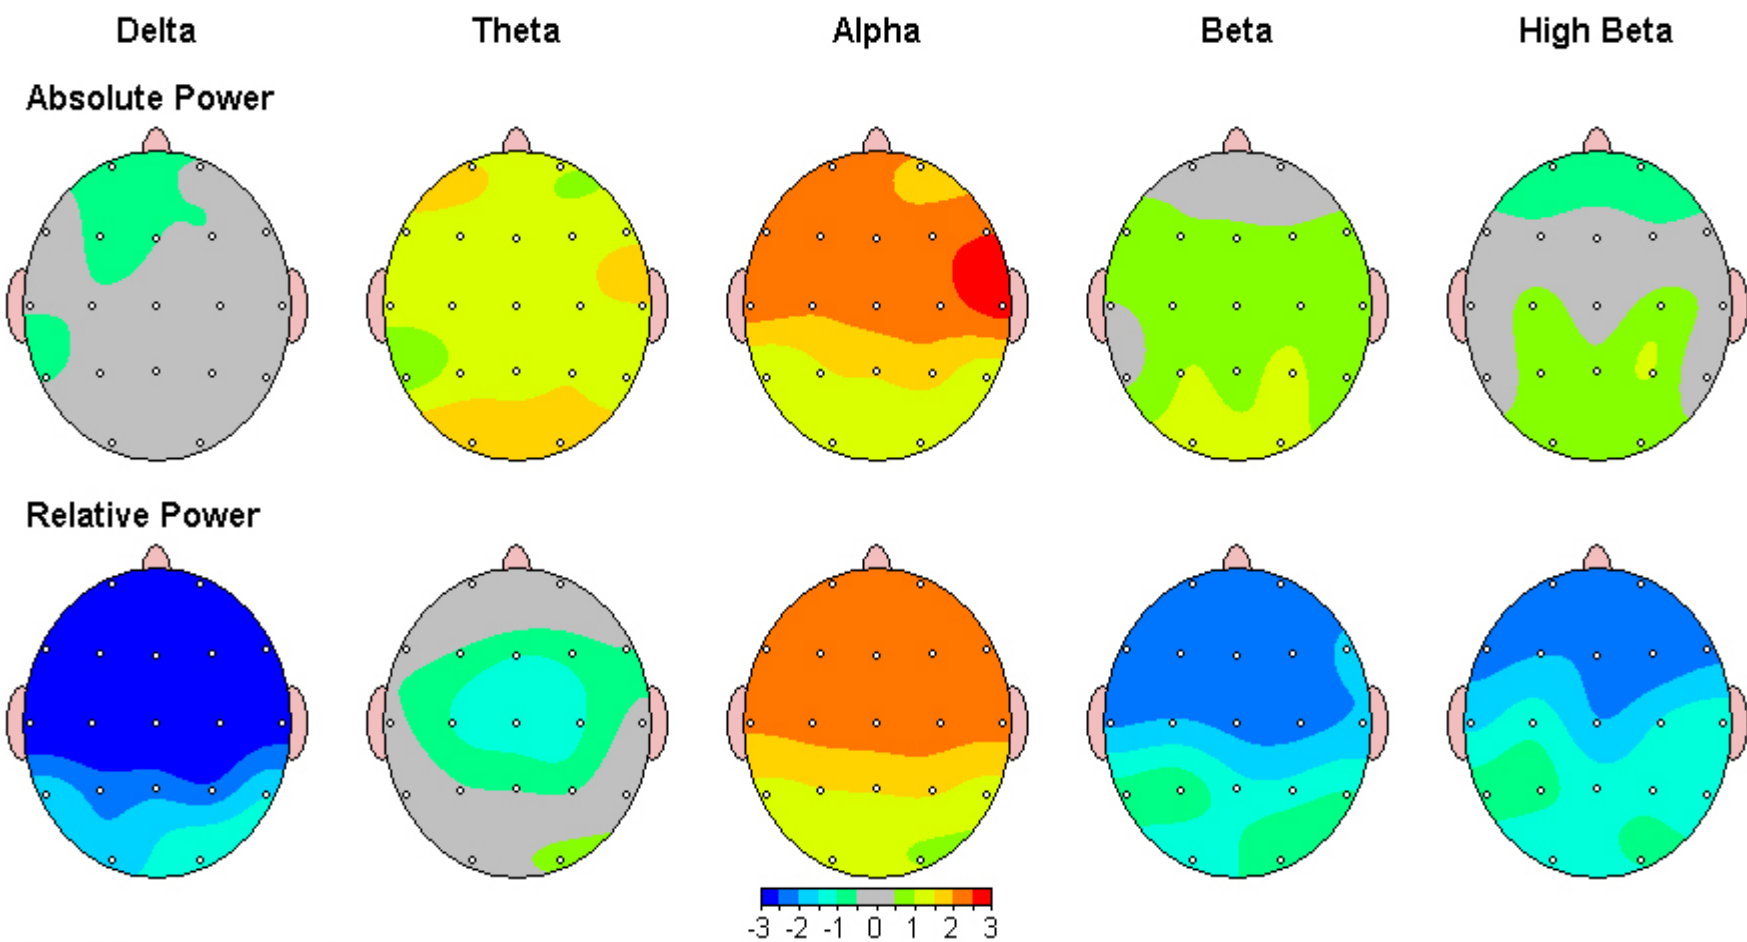 Delta Theta Alpha Beta High Beta
Absolute Power
Relative Power
-3 -2 -1 0 1 2 3